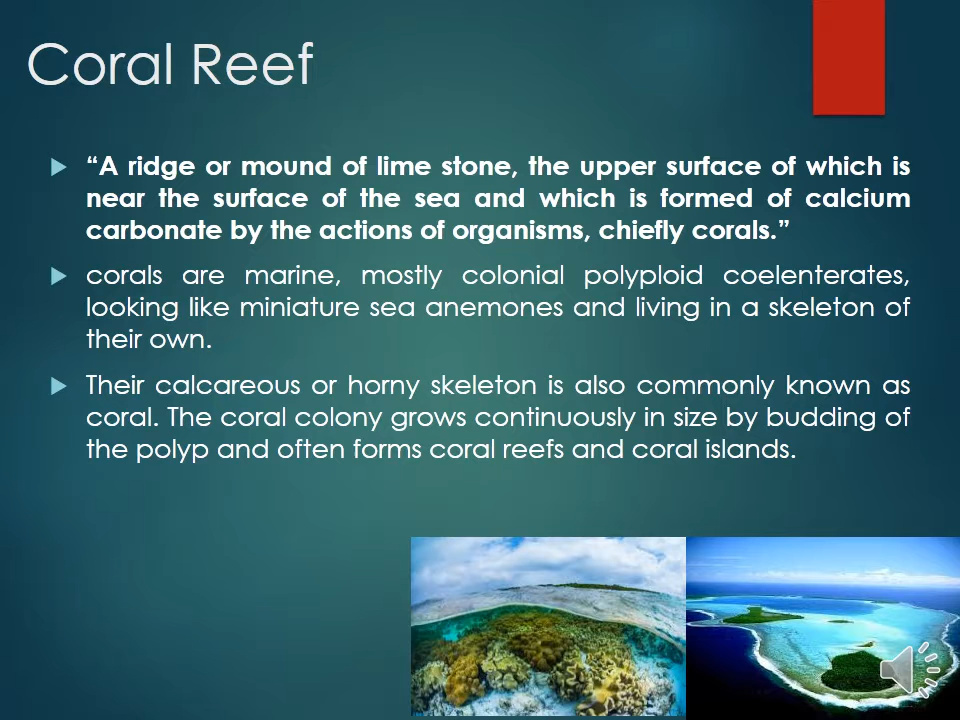 Coral Reef
“A ridge or mound of lime stone, the upper surface of which is
near the surface of the sea and which is formed of calcium
carbonate by the actions of organisms, chiefly corals.”
corals are marine, mostly colonial polyploid coelenterates,
looking like miniature sea anemones and living in a skeleton of
their own.
Their calcareous or horny skeleton is also commonly known as
coral. The coral colony grows continuously in size by budding of
the polyp and often forms coral reefs and coral islands.